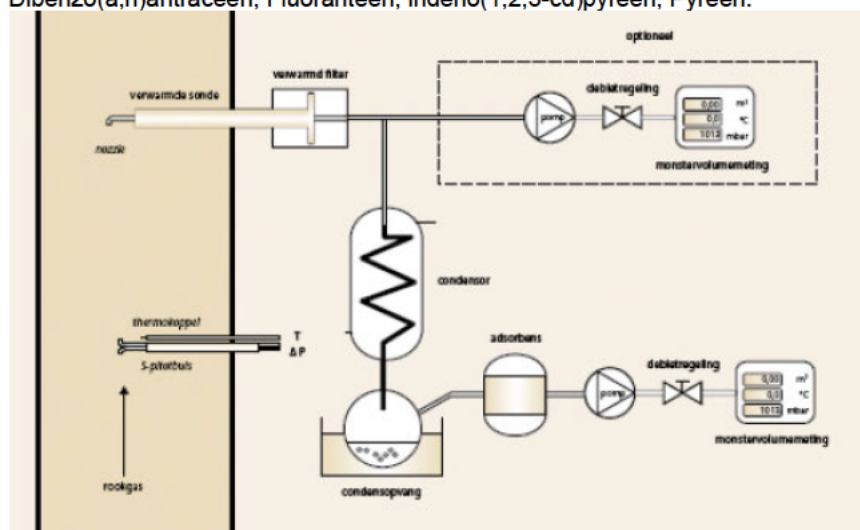 Dibenzo(a,h)antraceen, Fluorantheen, Indeno(1,2,3-cd)pyreen, Pyreen.
optioneel
verwarmd filter
verwarmde sonde
debietregeling
nozzle
pomp
0,00 m³
0,0 °C
1013 mbar
monstervolumemeting
condensor
thermokoppel
T
Δ P
S-pitotbuis
adsorbens
debietregeling
pomp
0,00 m³
0,0 °C
1013 mbar
monstervolumemeting
rookgas
condensopvang